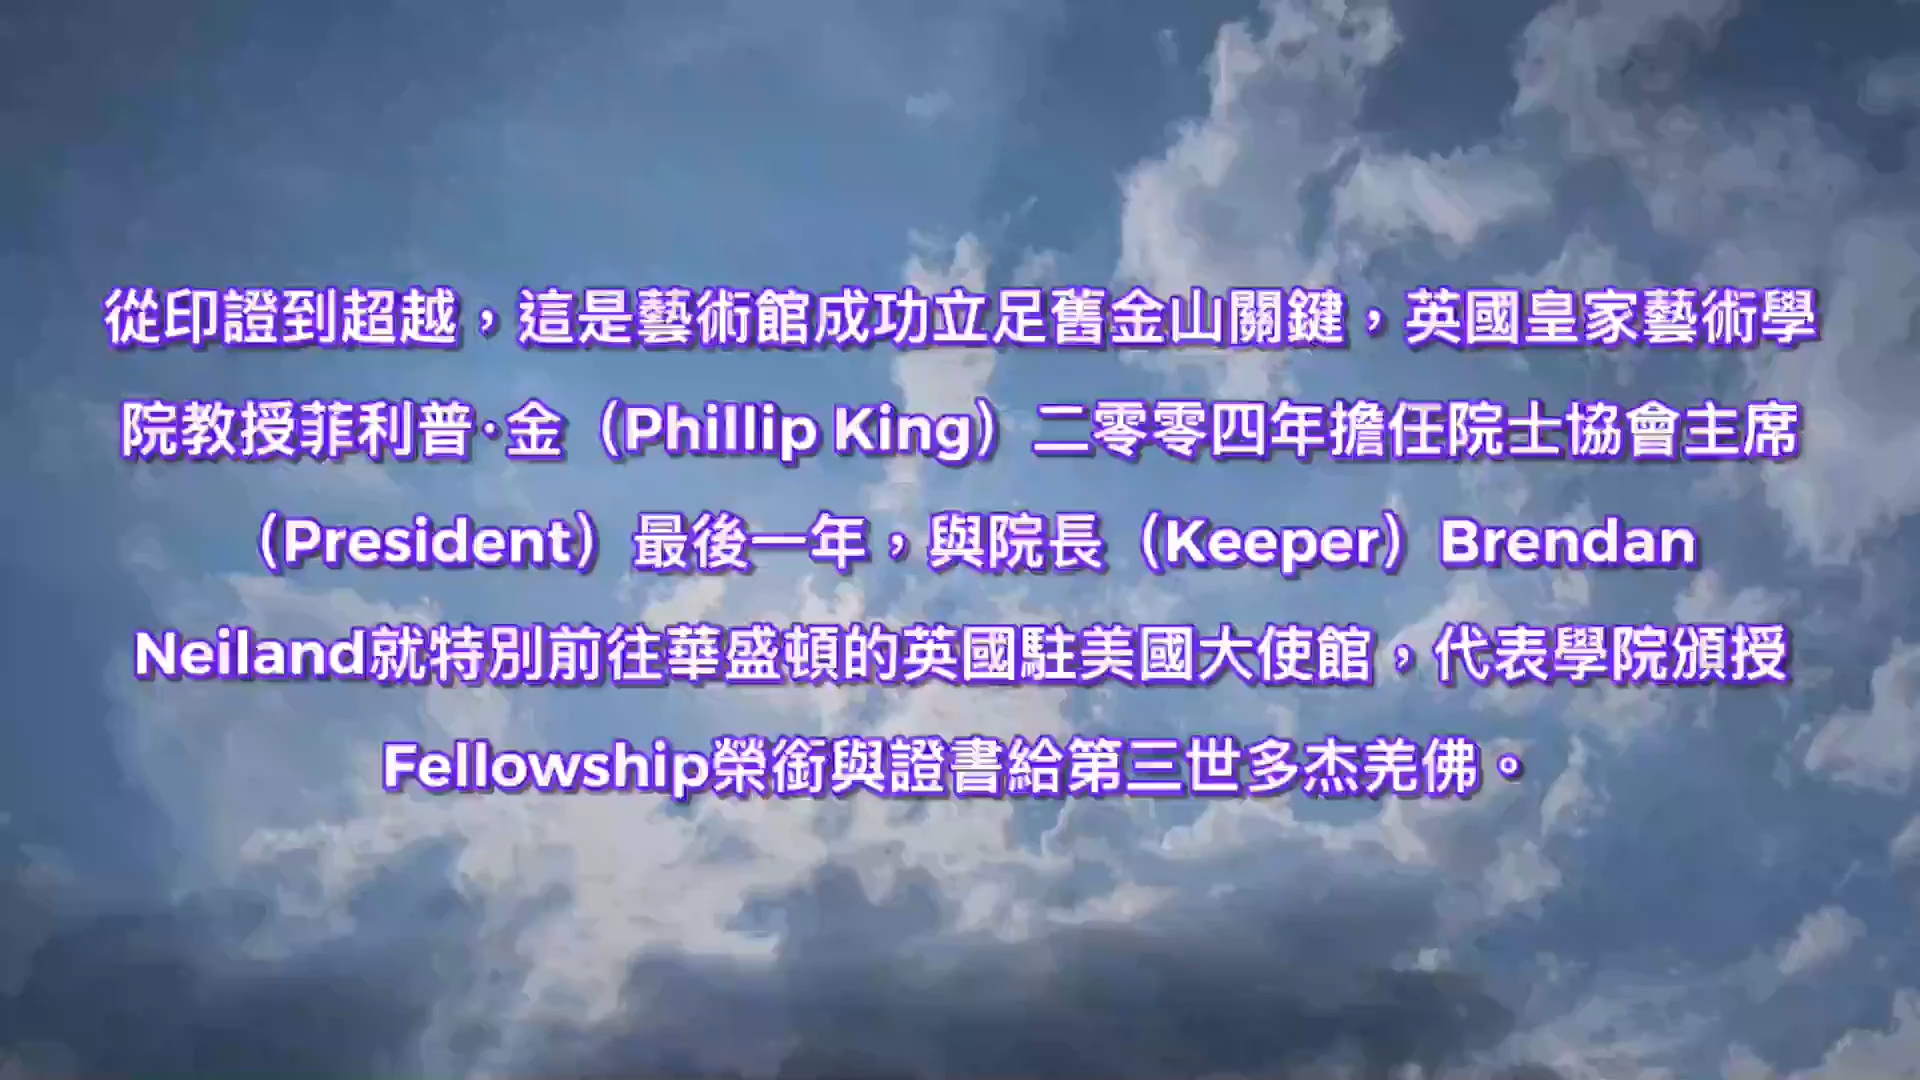 從印證到超越，這是藝術館成功立足舊金山關鍵，英國皇家藝術學
院教授菲利普·金（Phillip King）二零零四年擔任院士協會主席
（President）最後一年，與院長（Keeper）Brendan
Neiland就特別前往華盛頓的英國駐美國大使館，代表學院頒授
Fellowship榮銜與證書給第三世多杰羌佛。